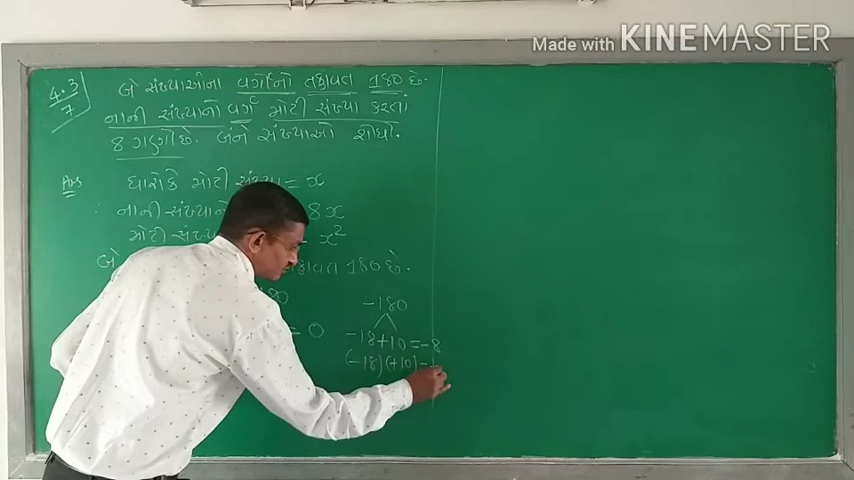 Made with KINEMASTER
4.3
7
બે સંખ્યાઓના વર્ગોનો તફાવત 180 છે.
નાની સંખ્યાનો વર્ગ મોટી સંખ્યા કરતાં
8 ગણો છે. બંને સંખ્યાઓ શોધો.
Ans ધારોકે મોટી સંખ્યા = x
∴ નાની સંખ્યાનો 8x
મોટી = x²
બે તફાવત 180 છે.
-180
= 0 -18+10=-8
(-18)(+10)